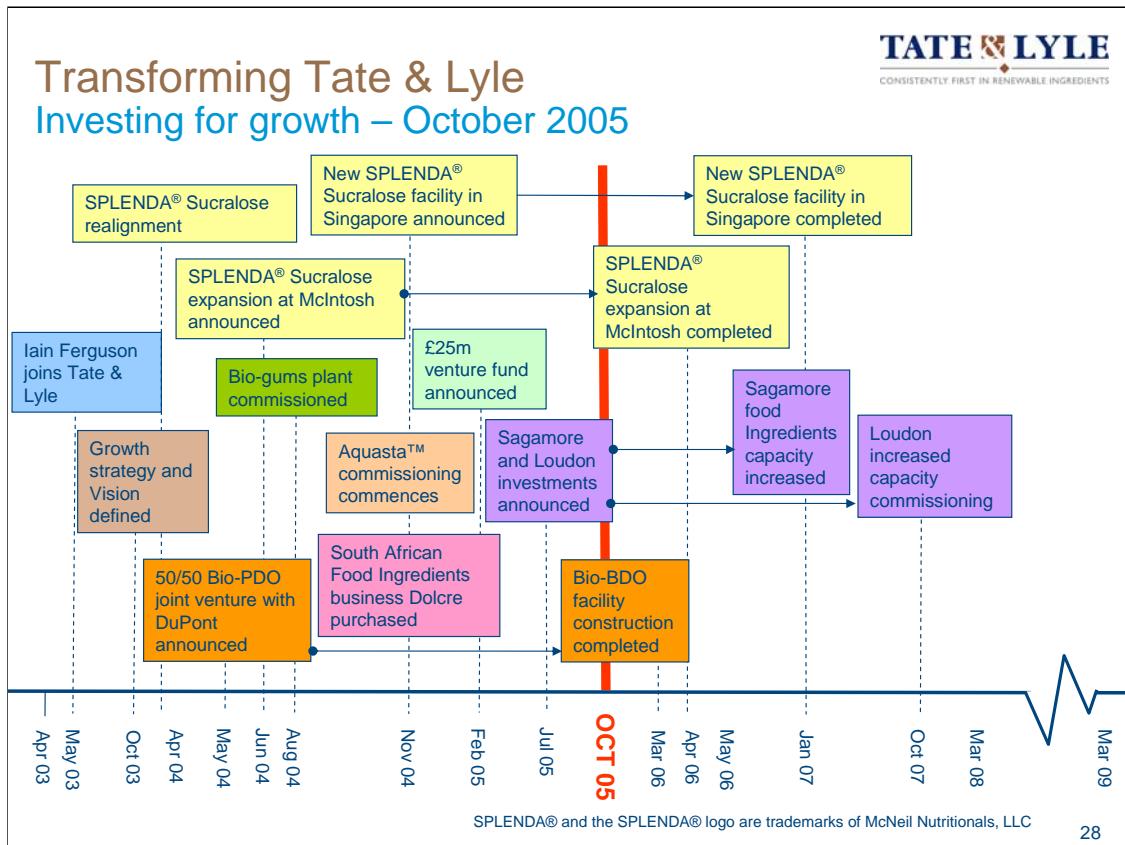 TATE & LYLE
CONSISTENTLY FIRST IN RENEWABLE INGREDIENTS
Transforming Tate & Lyle
Investing for growth – October 2005
SPLENDA® Sucralose
realignment
New SPLENDA®
Sucralose facility in
Singapore announced
New SPLENDA®
Sucralose facility in
Singapore completed
SPLENDA® Sucralose
expansion at McIntosh
announced
SPLENDA®
Sucralose
expansion at
McIntosh completed
Iain Ferguson
joins Tate &
Lyle
Bio-gums plant
commissioned
£25m
venture fund
announced
Sagamore
food
Ingredients
capacity
increased
Growth
strategy and
Vision
defined
Aquasta™
commissioning
commences
Sagamore
and Loudon
investments
announced
Loudon
increased
capacity
commissioning
50/50 Bio-PDO
joint venture with
DuPont
announced
South African
Food Ingredients
business Dolcre
purchased
Bio-BDO
facility
construction
completed
Apr 03
May 03
Oct 03
Apr 04
May 04
Jun 04
Aug 04
Nov 04
Feb 05
Jul 05
OCT 05
Mar 06
Apr 06
May 06
Jan 07
Oct 07
Mar 08
Mar 09
SPLENDA® and the SPLENDA® logo are trademarks of McNeil Nutritionals, LLC
28